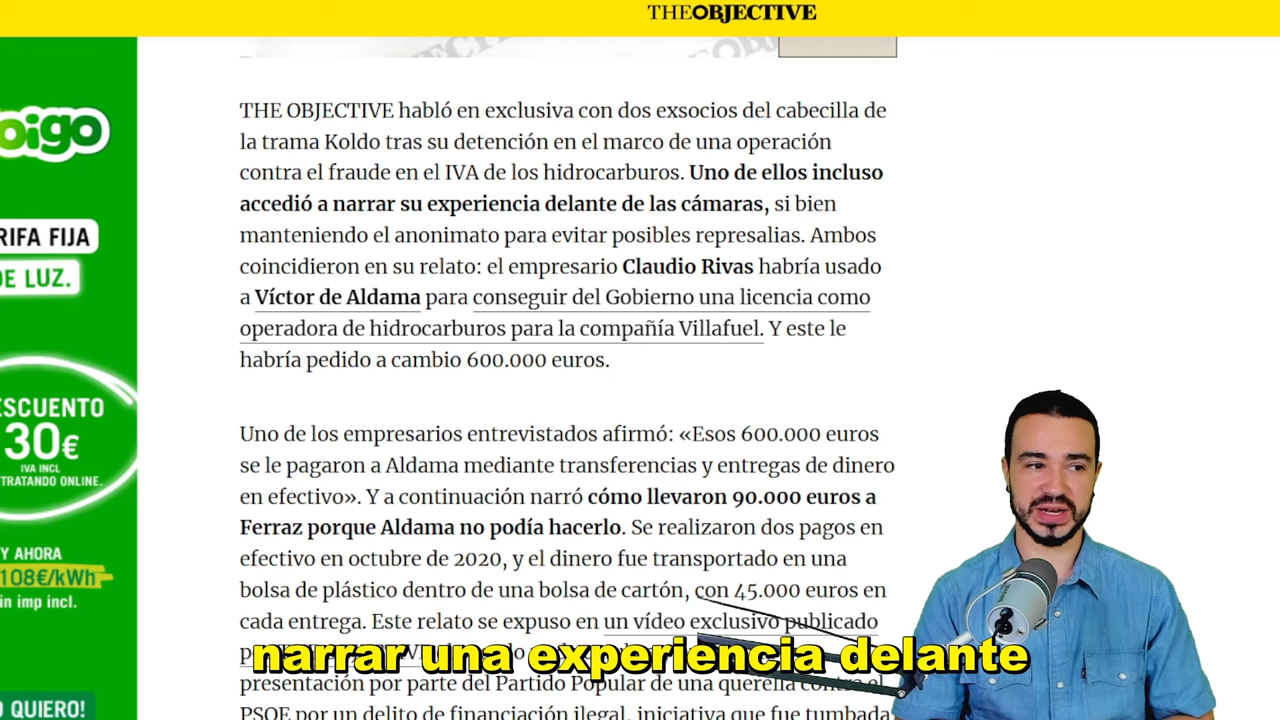 THE OBJECTIVE
THE OBJECTIVE habló en exclusiva con dos exsocios del cabecilla de
la trama Koldo tras su detención en el marco de una operación
contra el fraude en el IVA de los hidrocarburos. Uno de ellos incluso
accedió a narrar su experiencia delante de las cámaras, si bien
manteniendo el anonimato para evitar posibles represalias. Ambos
coincidieron en su relato: el empresario Claudio Rivas habría usado
a Víctor de Aldama para conseguir del Gobierno una licencia como
operadora de hidrocarburos para la compañía Villafuel. Y este le
habría pedido a cambio 600.000 euros.
Uno de los empresarios entrevistados afirmó: «Esos 600.000 euros
se le pagaron a Aldama mediante transferencias y entregas de dinero
en efectivo». Y a continuación narró cómo llevaron 90.000 euros a
Ferraz porque Aldama no podía hacerlo. Se realizaron dos pagos en
efectivo en octubre de 2020, y el dinero fue transportado en una
bolsa de plástico dentro de una bolsa de cartón, con 45.000 euros en
cada entrega. Este relato se expuso en un vídeo exclusivo publicado
presentación por parte del Partido Popular de una querella contra el
PSOE por un delito de financiación ilegal, iniciativa que fue tumbada
narrar una experiencia delante
oigo
RIFA FIJA
DE LUZ.
ESCUENTO
30€
IVA INCL
TRATANDO ONLINE.
Y AHORA
108€/kWh
in imp incl.
O QUIERO!